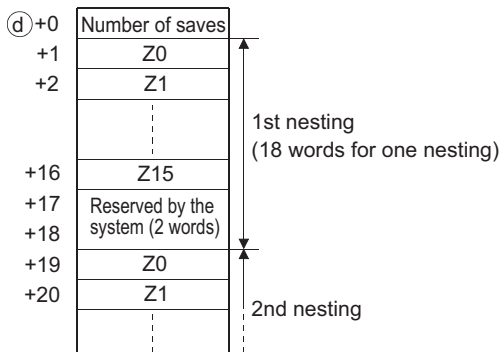 ⓓ+0 Number of saves
+1 Z0
+2 Z1
1st nesting
(18 words for one nesting)
+16 Z15
+17 Reserved by the
+18 system (2 words)
+19 Z0
+20 Z1
2nd nesting